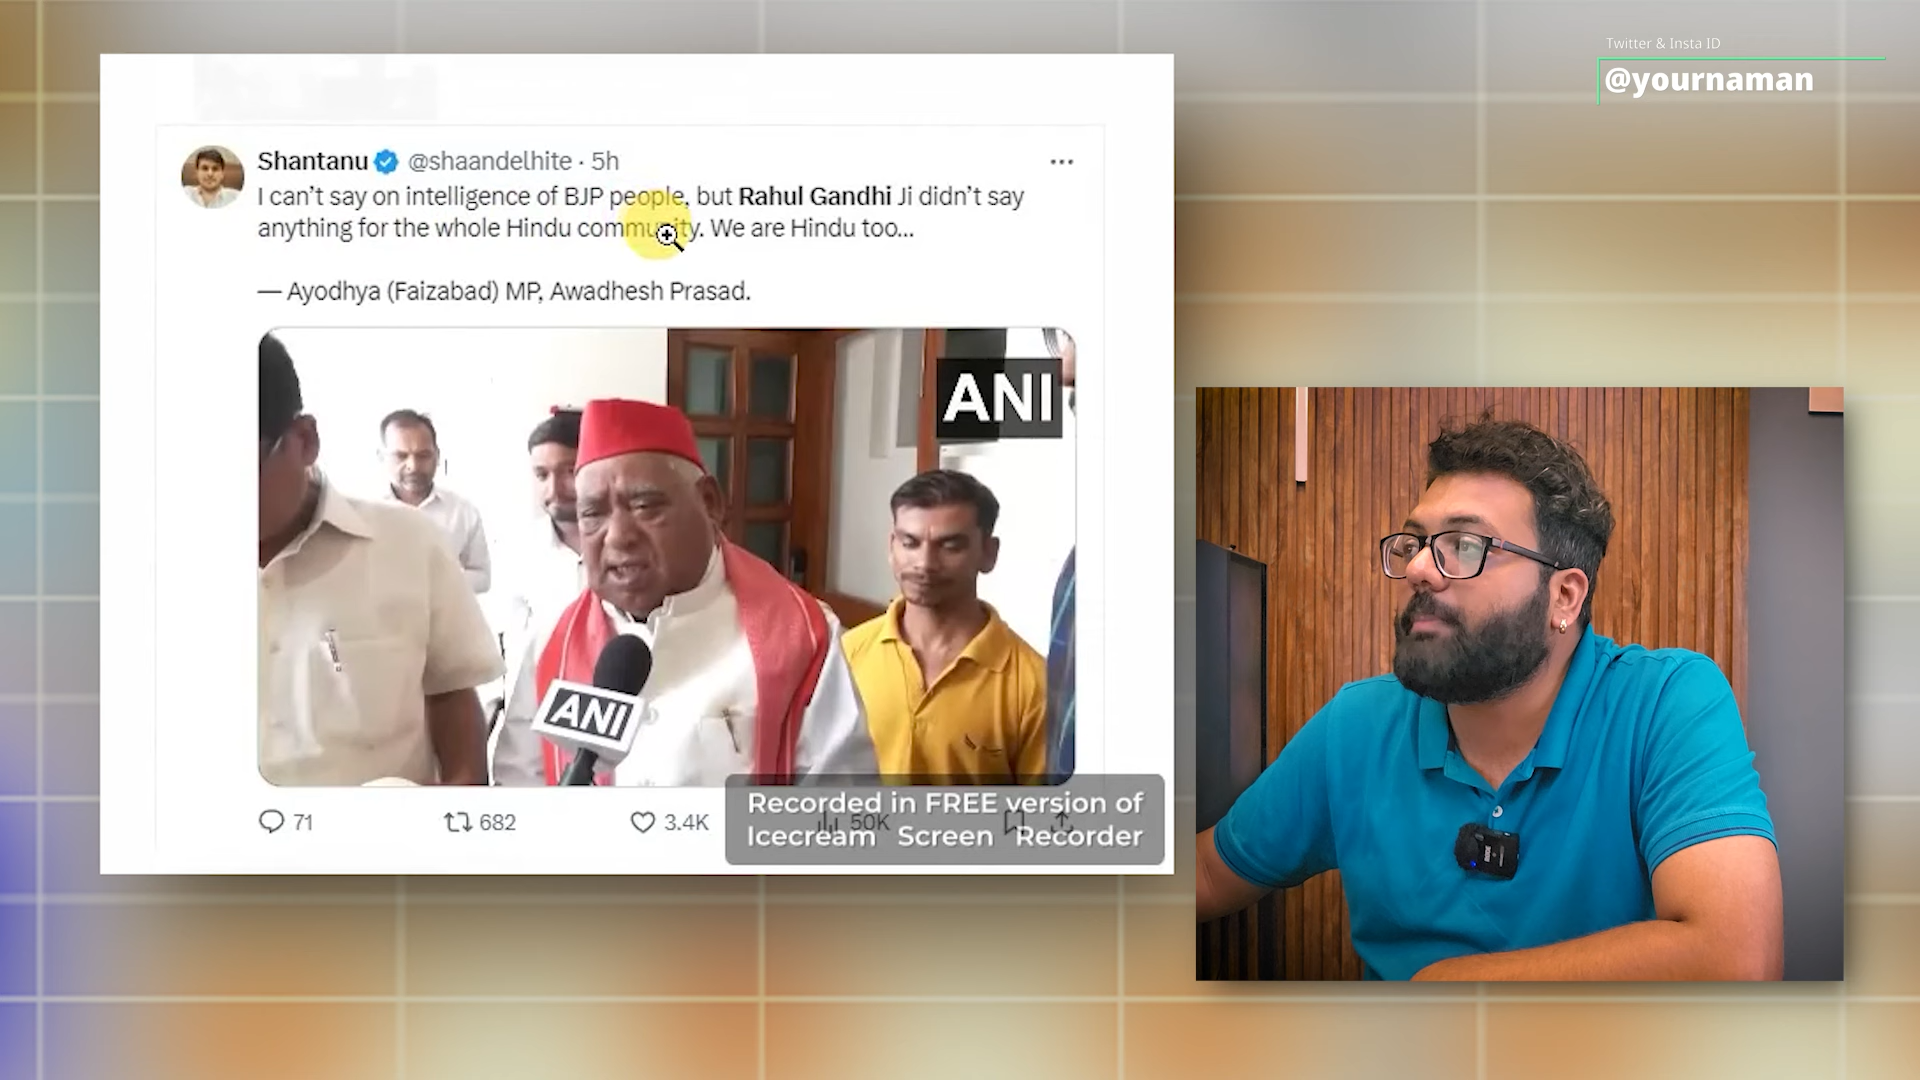 Twitter & Insta ID
@yournaman
Shantanu @shaandelhite · 5h
I can't say on intelligence of BJP people, but Rahul Gandhi Ji didn't say
anything for the whole Hindu community. We are Hindu too...
— Ayodhya (Faizabad) MP, Awadhesh Prasad.
ANI
ANI
71 682 3.4K 50K
Recorded in FREE version of
Icecream Screen Recorder